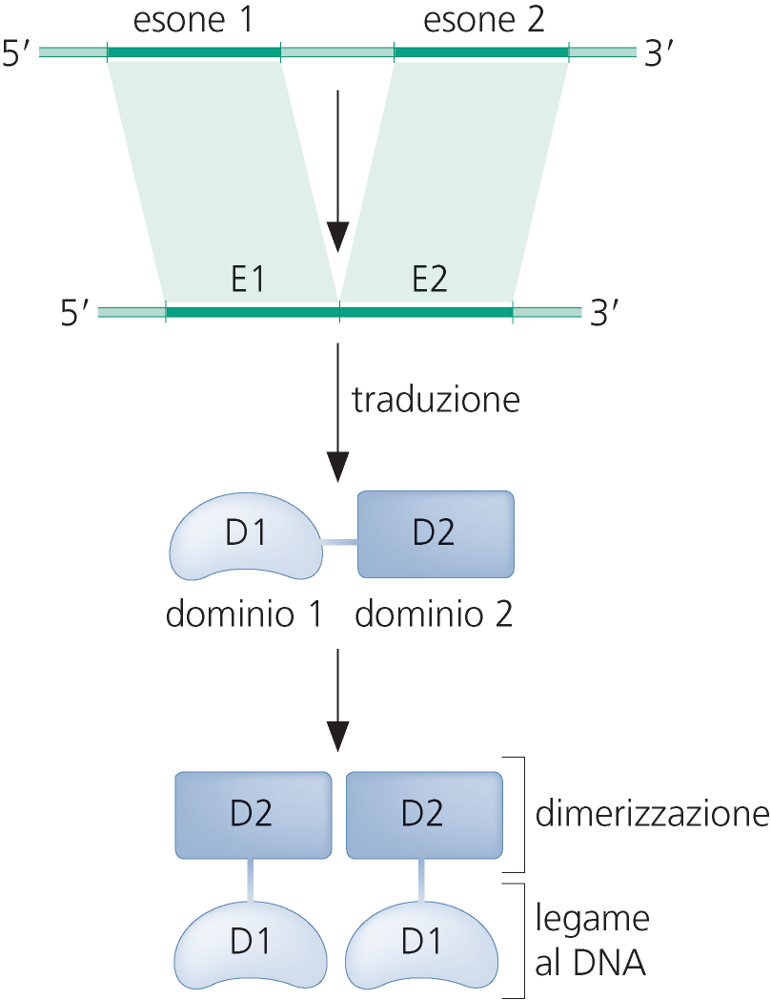 esone 1 esone 2
5′ 3′
E1 E2
5′ 3′
traduzione
D1 D2
dominio 1 dominio 2
D2 D2
dimerizzazione
D1 D1
legame
al DNA